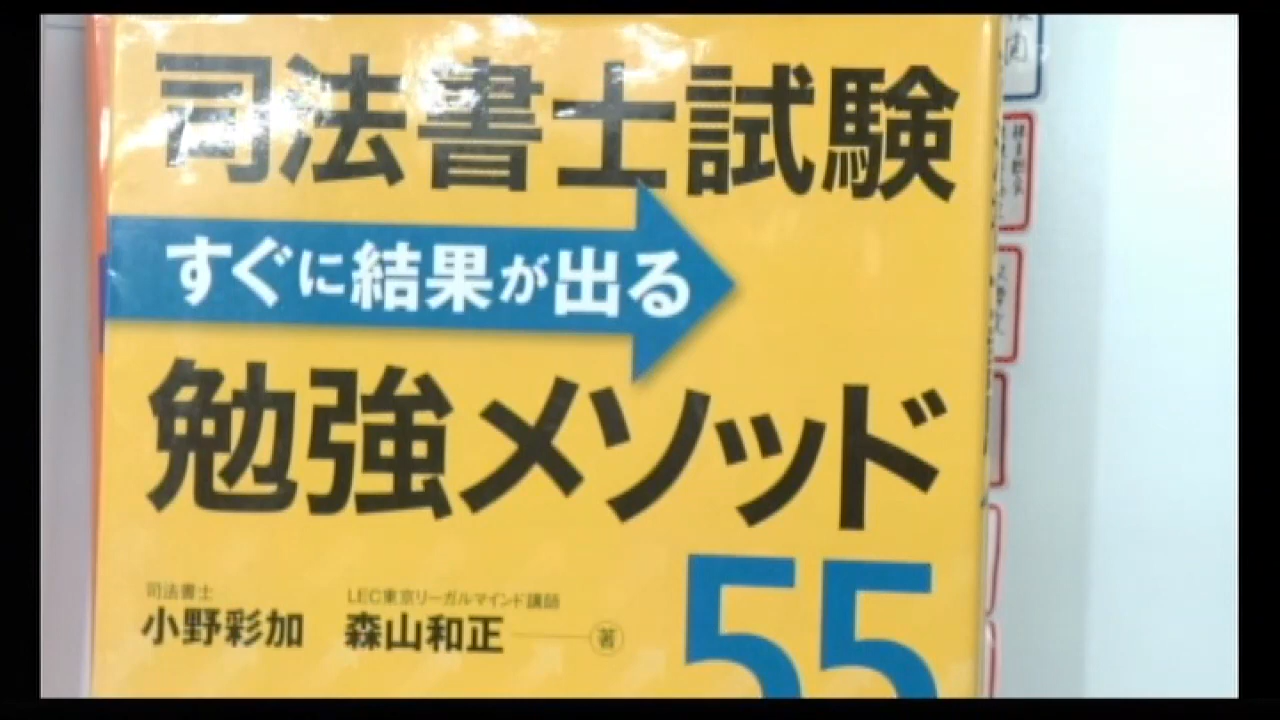 司法書士試験
すぐに結果が出る
勉強メソッド
55
司法書士 LEC東京リーガルマインド講師
小野彩加 森山和正 著